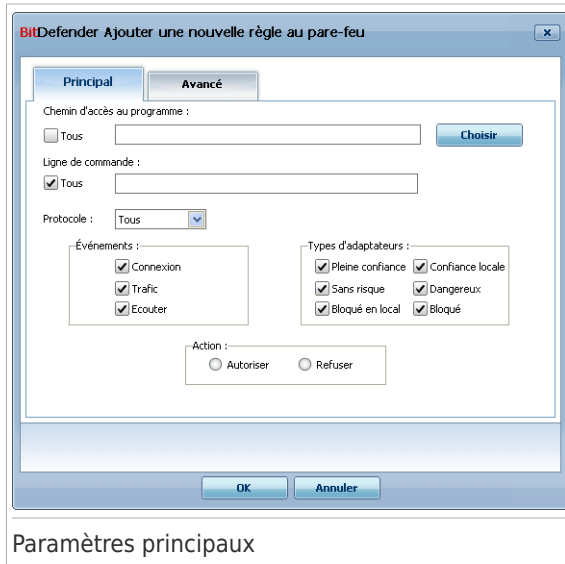 BitDefender Ajouter une nouvelle règle au pare-feu
Principal Avancé
Chemin d'accès au programme :
Tous Choisir
Ligne de commande :
Tous
Protocole : Tous
Événements : Types d'adaptateurs :
Connexion Pleine confiance Confiance locale
Trafic Sans risque Dangereux
Ecouter Bloqué en local Bloqué
Action :
Autoriser Refuser
OK Annuler
Paramètres principaux